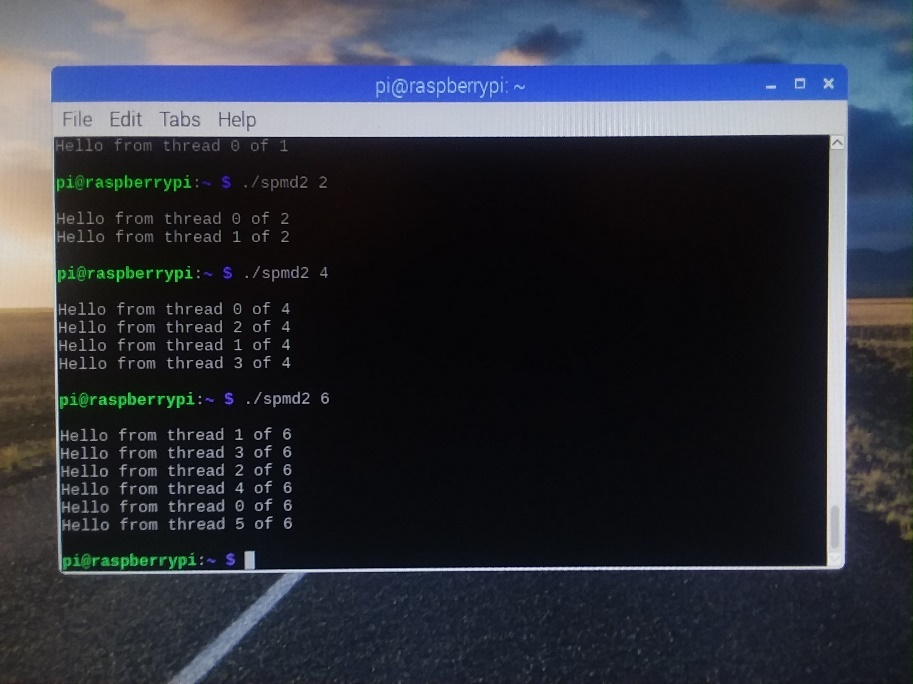 pi@raspberrypi: ~
File Edit Tabs Help
Hello from thread 0 of 1
pi@raspberrypi:~ $ ./spmd2 2
Hello from thread 0 of 2
Hello from thread 1 of 2
pi@raspberrypi:~ $ ./spmd2 4
Hello from thread 0 of 4
Hello from thread 2 of 4
Hello from thread 1 of 4
Hello from thread 3 of 4
pi@raspberrypi:~ $ ./spmd2 6
Hello from thread 1 of 6
Hello from thread 3 of 6
Hello from thread 2 of 6
Hello from thread 4 of 6
Hello from thread 0 of 6
Hello from thread 5 of 6
pi@raspberrypi:~ $